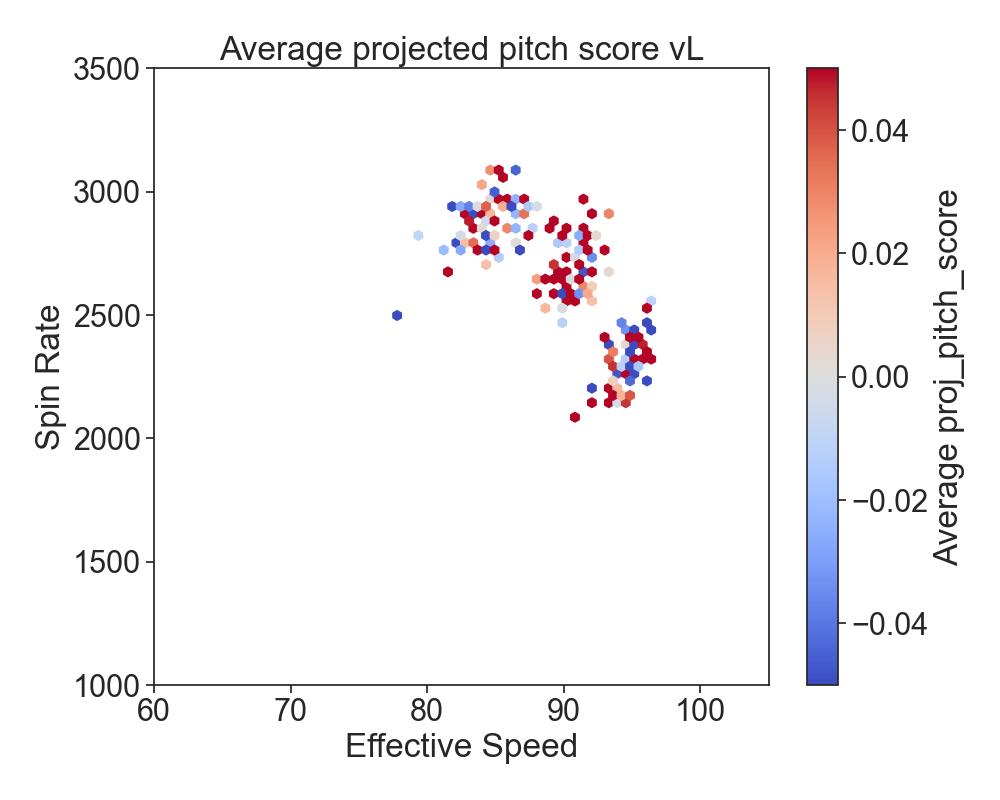 Average projected pitch score vL
3500
3000
2500
2000
1500
1000
Spin Rate
60 70 80 90 100
Effective Speed
0.04
0.02
0.00
−0.02
−0.04
Average proj_pitch_score